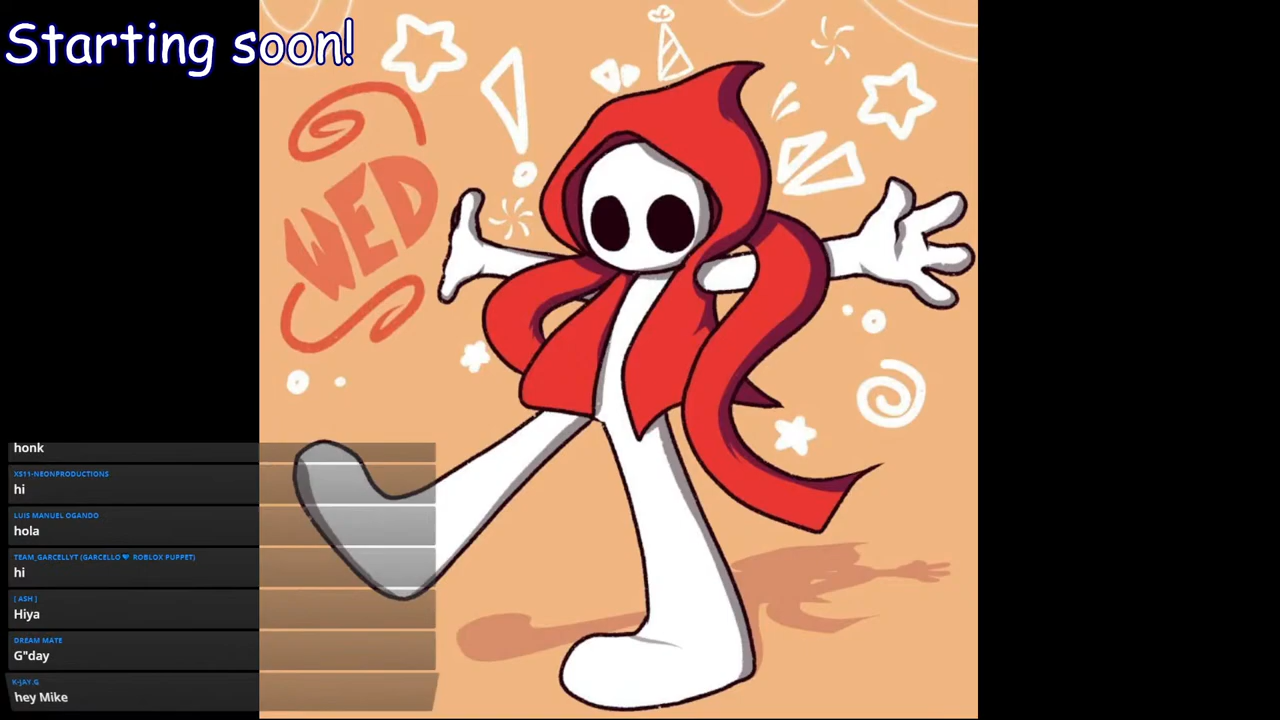 Starting soon!
WED
honk
XS11-NEONPRODUCTIONS
hi
LUIS MANUEL OGANDO
hola
TEAM_GARCELLYT (GARCELLO ROBLOX PUPPET)
hi
[ ASH ]
Hiya
DREAM MATE
G"day
K-JAY.G
hey Mike